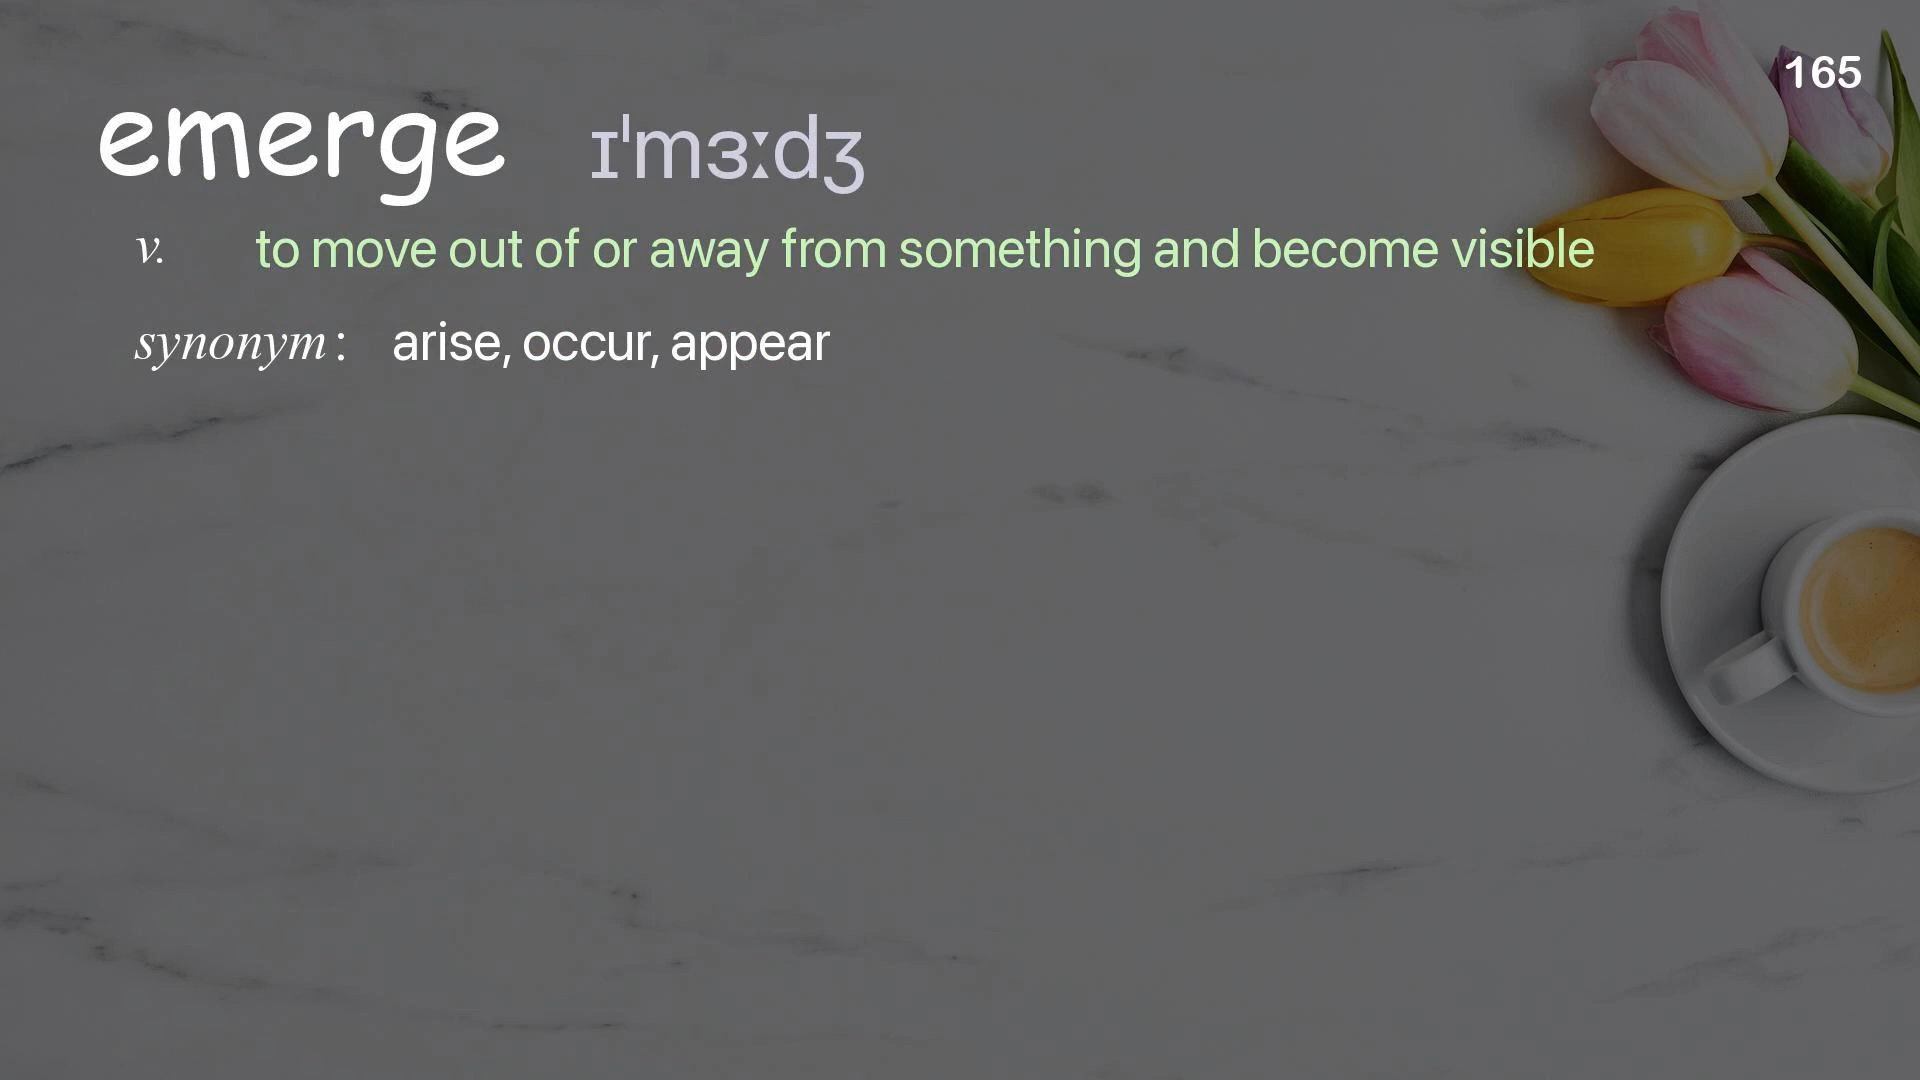 165
emerge ɪˈmɜːdʒ
v. to move out of or away from something and become visible
synonym : arise, occur, appear